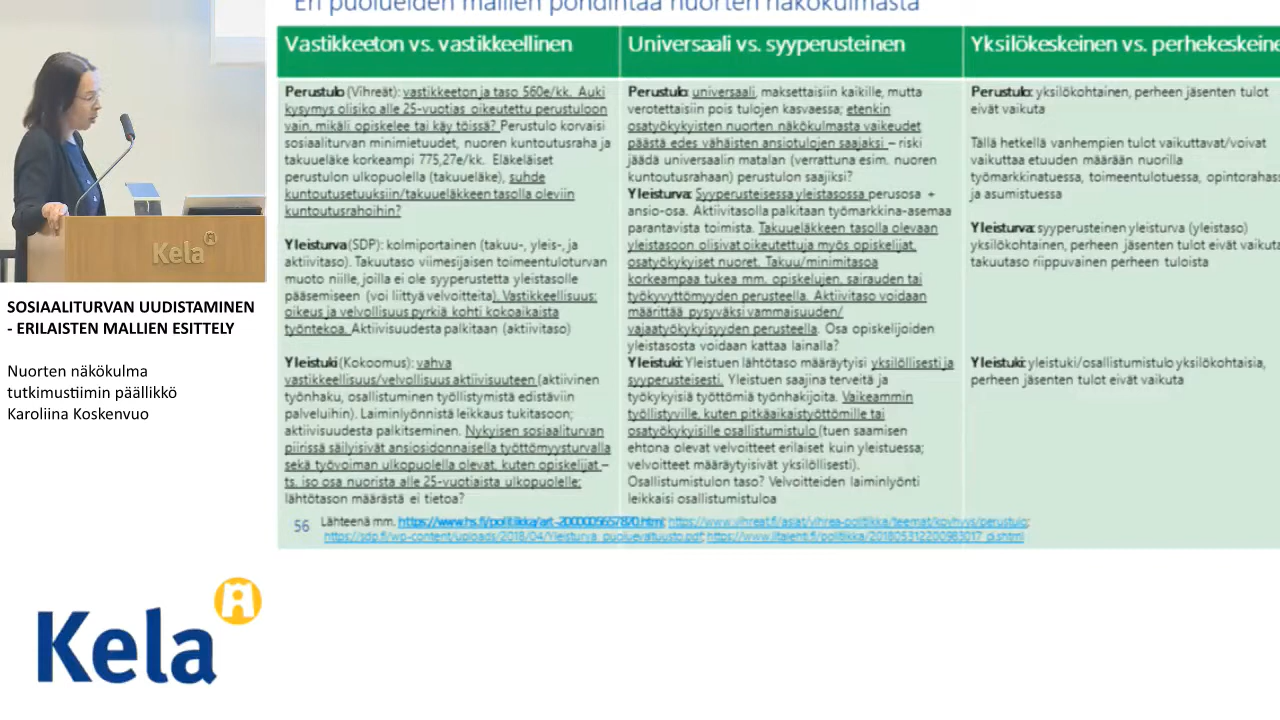 Eri puolueiden mallien pohdintaa nuorten näkökulmasta
Vastikkeeton vs. vastikkeellinen
Perustulo (Vihreät): vastikkeeton ja taso 560e/kk. Auki
kysymys olisiko alle 25-vuotias oikeutettu perustuloon
vain, mikäli opiskelee tai käy töissä? Perustulo korvaisi
sosiaaliturvan minimietuudet, nuoren kuntoutusraha ja
takuueläke korkeampi 775,27e/kk. Eläkeläiset
perustulon ulkopuolella (takuueläke), suhde
kuntoutusetuuksiin/takuueläkkeen tasolla oleviin
kuntoutusrahoihin?
Yleisturva (SDP): kolmiportainen (takuu-, yleis-, ja
aktiivitaso). Takuutaso viimesijaisen toimeentuloturvan
muoto niille, joilla ei ole syyperustetta yleistasolle
pääsemiseen (voi liittyä velvoitteita). Vastikkeellisuus:
oikeus ja velvollisuus pyrkiä kohti kokoaikaista
työntekoa. Aktiivisuudesta palkitaan (aktiivitaso)
Yleistuki (Kokoomus): vahva
vastikkeellisuus/velvollisuus aktiivisuuteen (aktiivinen
työnhaku, osallistuminen työllistymistä edistäviin
palveluihin). Laiminlyönnistä leikkaus tukitasoon;
aktiivisuudesta palkitseminen. Nykyisen sosiaaliturvan
piirissä säilyisivät ansiosidonnaisella työttömyysturvalla
sekä työvoiman ulkopuolella olevat, kuten opiskelijat –
ts. iso osa nuorista alle 25-vuotiaista ulkopuolelle;
lähtötason määrästä ei tietoa?
Universaali vs. syyperusteinen
Perustulo: universaali, maksettaisiin kaikille, mutta
verotettaisiin pois tulojen kasvaessa; etenkin
osatyökykyisten nuorten näkökulmasta vaikeudet
päästä edes vähäisten ansiotulojen saajaksi – riski
jäädä universaalin matalan (verrattuna esim. nuoren
kuntoutusrahaan) perustulon saajiksi?
Yleisturva: Syyperusteisessa yleistasossa perusosa +
ansio-osa. Aktiivitasolla palkitaan työmarkkina-asemaa
parantavista toimista. Takuueläkkeen tasolla olevaan
yleistasoon olisivat oikeutettuja myös opiskelijat,
osatyökykyiset nuoret. Takuu/minimitasoa
korkeampaa tukea mm. opiskelujen, sairauden tai
työkyvyttömyyden perusteella. Aktiivitaso voidaan
määrittää pysyväksi vammaisuuden/
vajaatyökykyisyyden perusteella. Osa opiskelijoiden
yleistasosta voidaan kattaa lainalla?
Yleistuki: Yleistuen lähtötaso määräytyisi yksilöllisesti ja
syyperusteisesti. Yleistuen saajina terveitä ja
työkykyisiä työttömiä työnhakijoita. Vaikeammin
työllistyville, kuten pitkäaikaistyöttömille tai
osatyökykyisille osallistumistulo (tuen saamisen
ehtona olevat velvoitteet erilaiset kuin yleistuessa;
velvoitteet määräytyisivät yksilöllisesti).
Osallistumistulon taso? Velvoitteiden laiminlyönti
leikkaisi osallistumistuloa
Yksilökeskeinen vs. perhekeskeine
Perustulo: yksilökohtainen, perheen jäsenten tulot
eivät vaikuta
Tällä hetkellä vanhempien tulot vaikuttavat/voivat
vaikuttaa etuuden määrään nuorilla
työmarkkinatuessa, toimeentulotuessa, opintorahas
ja asumistuessa
Yleisturva: syyperusteinen yleisturva (yleistaso)
yksilökohtainen, perheen jäsenten tulot eivät vaikuta
takuutaso riippuvainen perheen tuloista
Yleistuki: yleistuki/osallistumistulo yksilökohtaisia,
perheen jäsenten tulot eivät vaikuta
56 Lähteenä mm.
Kela
SOSIAALITURVAN UUDISTAMINEN
- ERILAISTEN MALLIEN ESITTELY
Nuorten näkökulma
tutkimustiimin päällikkö
Karoliina Koskenvuo
Kela